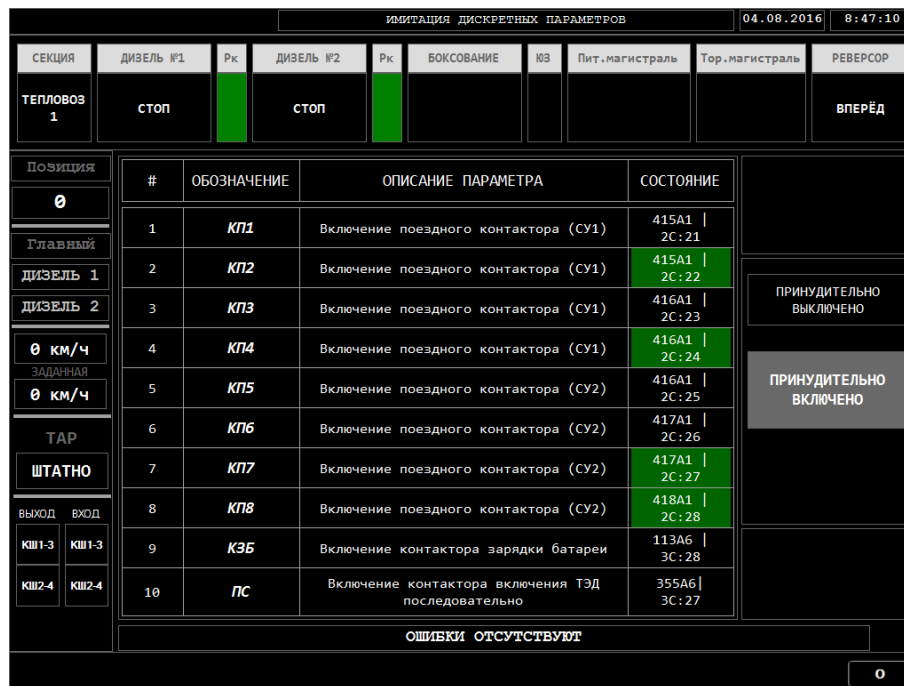 ИМИТАЦИЯ ДИСКРЕТНЫХ ПАРАМЕТРОВ 04.08.2016 8:47:10
СЕКЦИЯ ДИЗЕЛЬ №1 Рк ДИЗЕЛЬ №2 Рк БОКСОВАНИЕ ЮЗ Пит.магистраль Тор.магистраль РЕВЕРСОР
ТЕПЛОВОЗ
1
СТОП СТОП ВПЕРЁД
Позиция
0
Главный
ДИЗЕЛЬ 1
ДИЗЕЛЬ 2
0 км/ч
ЗАДАННАЯ
0 км/ч
ТАР
ШТАТНО
ВЫХОД ВХОД
КШ1-3 КШ1-3
КШ2-4 КШ2-4
# ОБОЗНАЧЕНИЕ ОПИСАНИЕ ПАРАМЕТРА СОСТОЯНИЕ
1 КП1 Включение поездного контактора (СУ1) 415А1 |
2С:21
2 КП2 Включение поездного контактора (СУ1) 415А1 |
2С:22
3 КП3 Включение поездного контактора (СУ1) 416А1 |
2С:23
4 КП4 Включение поездного контактора (СУ1) 416А1 |
2С:24
5 КП5 Включение поездного контактора (СУ2) 416А1 |
2С:25
6 КП6 Включение поездного контактора (СУ2) 417А1 |
2С:26
7 КП7 Включение поездного контактора (СУ2) 417А1 |
2С:27
8 КП8 Включение поездного контактора (СУ2) 418А1 |
2С:28
9 КЗБ Включение контактора зарядки батареи 113А6 |
3С:28
10 ПС Включение контактора включения ТЭД
последовательно
355А6|
3С:27
ПРИНУДИТЕЛЬНО
ВЫКЛЮЧЕНО
ПРИНУДИТЕЛЬНО
ВКЛЮЧЕНО
ОШИБКИ ОТСУТСТВУЮТ
О